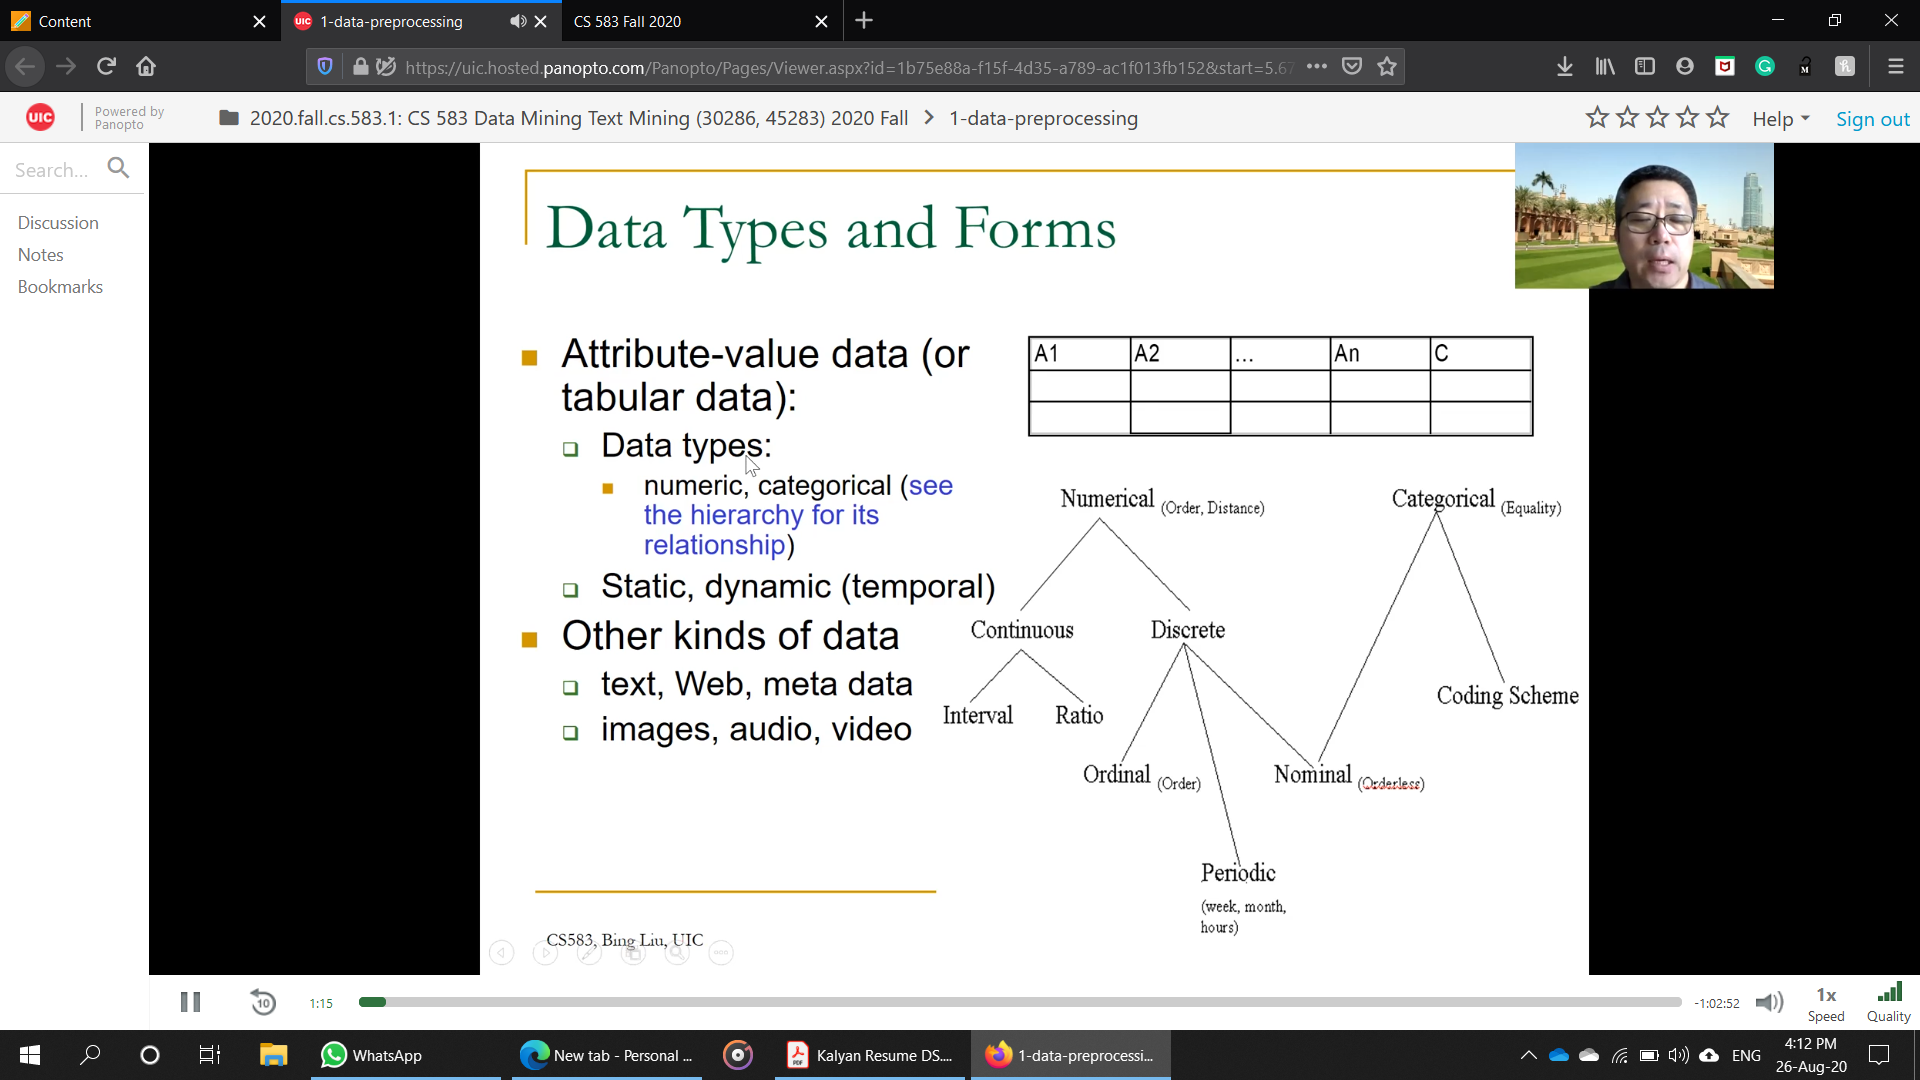 Content
UIC
1-data-preprocessing
CS 583 Fall 2020
https://uic.hosted.panopto.com/Panopto/Pages/Viewer.aspx?id=1b75e88a-f15f-4d35-a789-ac1f013fb152&start=5.67
UIC
Powered by
Panopto
2020.fall.cs.583.1: CS 583 Data Mining Text Mining (30286, 45283) 2020 Fall > 1-data-preprocessing
Help
Sign out
Search...
Discussion
Notes
Bookmarks
Data Types and Forms
Attribute-value data (or
tabular data):
Data types:
numeric, categorical (see
the hierarchy for its
relationship)
Static, dynamic (temporal)
Other kinds of data
text, Web, meta data
images, audio, video
A1 A2 ... An C
Numerical (Order, Distance)
Categorical (Equality)
Continuous
Discrete
Coding Scheme
Interval
Ratio
Ordinal (Order)
Nominal (Orderless)
Periodic
(week, month,
hours)
CS583, Bing Liu, UIC
10
1:15
-1:02:52
1x
Speed
Quality
WhatsApp
New tab - Personal ...
Kalyan Resume DS....
1-data-preprocessi...
ENG
4:12 PM
26-Aug-20